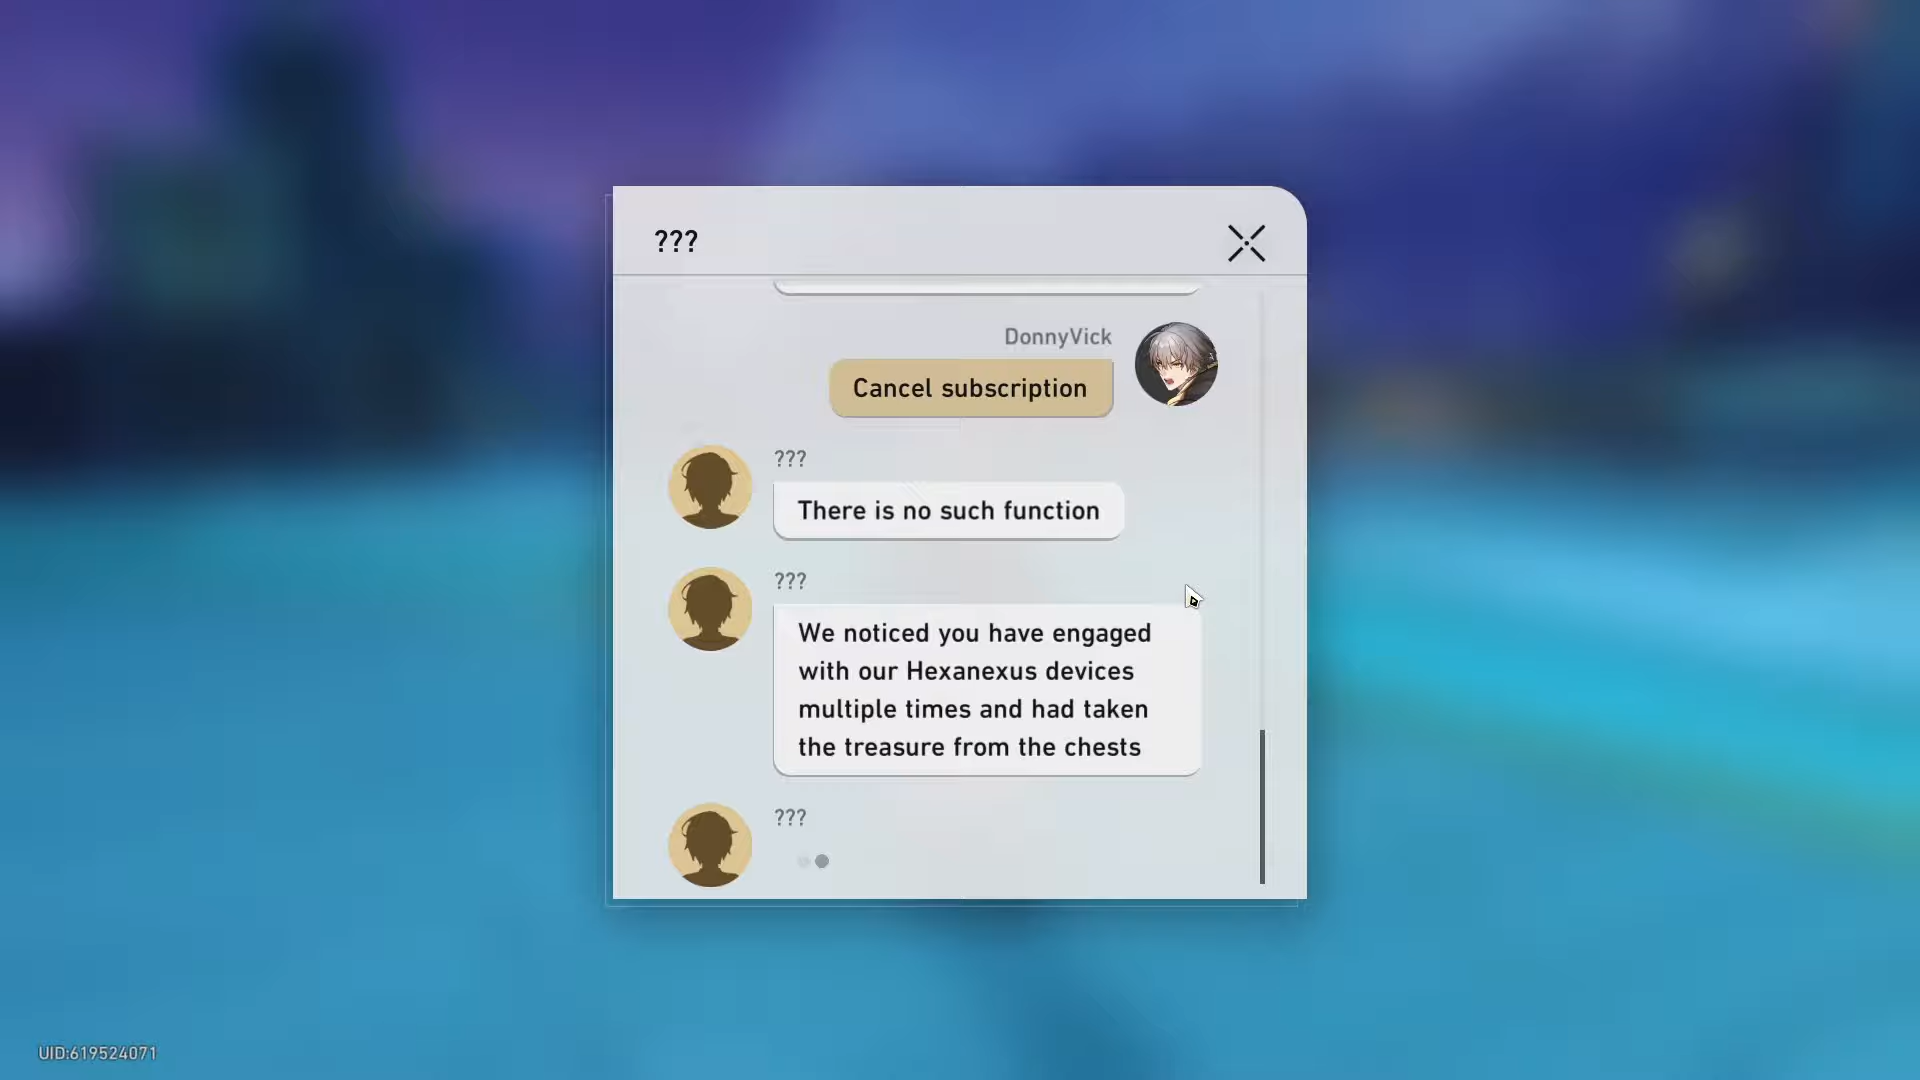 ???
DonnyVick
Cancel subscription
???
There is no such function
???
We noticed you have engaged
with our Hexanexus devices
multiple times and had taken
the treasure from the chests
???
UID:619524071